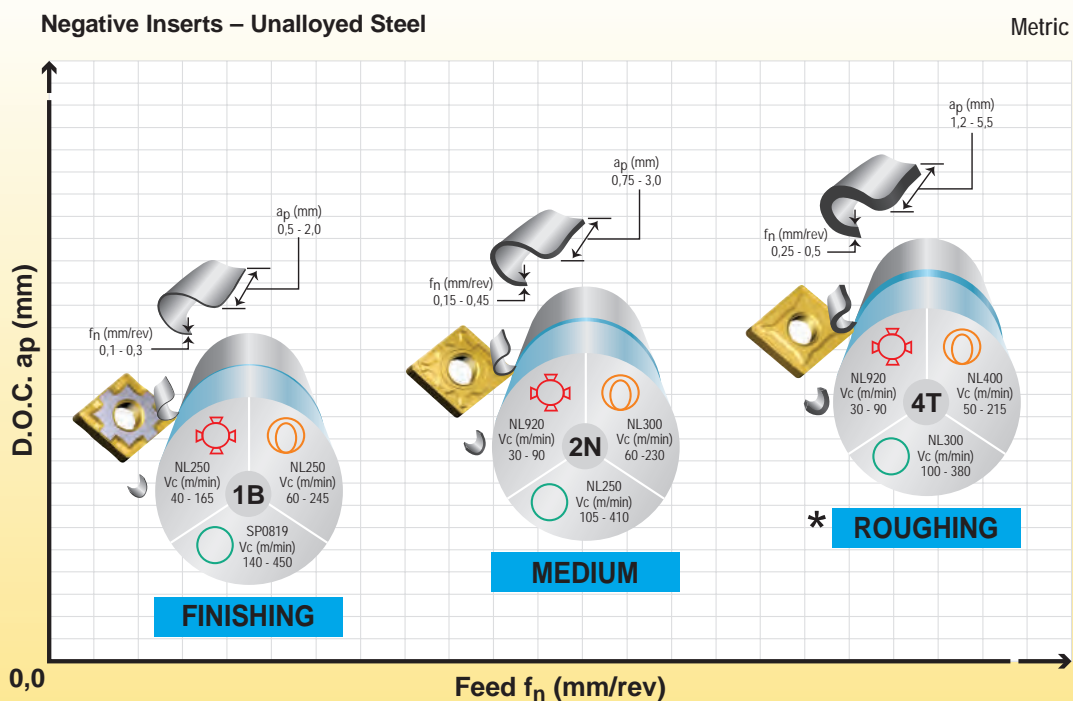 Negative Inserts – Unalloyed Steel
Metric
D.O.C. ap (mm)
ap (mm)
0,5 - 2,0
fn (mm/rev)
0,1 - 0,3
NL250
Vc (m/min)
40 - 165
NL250
Vc (m/min)
60 - 245
1B
SP0819
Vc (m/min)
140 - 450
FINISHING
ap (mm)
0,75 - 3,0
fn (mm/rev)
0,15 - 0,45
NL920
Vc (m/min)
30 - 90
NL300
Vc (m/min)
60 -230
2N
NL250
Vc (m/min)
105 - 410
MEDIUM
ap (mm)
1,2 - 5,5
fn (mm/rev)
0,25 - 0,5
NL920
Vc (m/min)
30 - 90
NL400
Vc (m/min)
50 - 215
4T
NL300
Vc (m/min)
100 - 380
* ROUGHING
0,0
Feed fn (mm/rev)